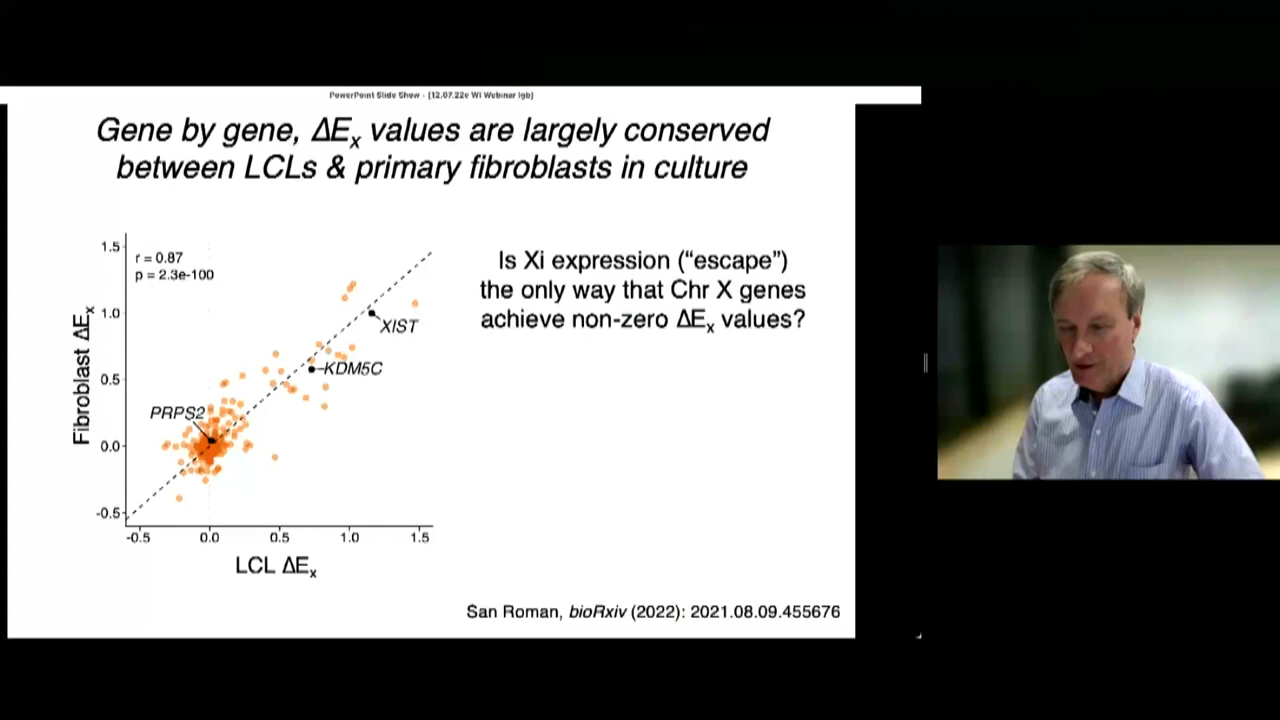 PowerPoint Slide Show - [12.07.22e WI Webinar lgb]
Gene by gene, ΔEx values are largely conserved
between LCLs & primary fibroblasts in culture
r = 0.87
p = 2.3e-100
1.5
1.0
0.5
0.0
-0.5
Fibroblast ΔEx
XIST
KDM5C
PRPS2
-0.5 0.0 0.5 1.0 1.5
LCL ΔEx
Is Xi expression (“escape”)
the only way that Chr X genes
achieve non-zero ΔEx values?
San Roman, bioRxiv (2022): 2021.08.09.455676